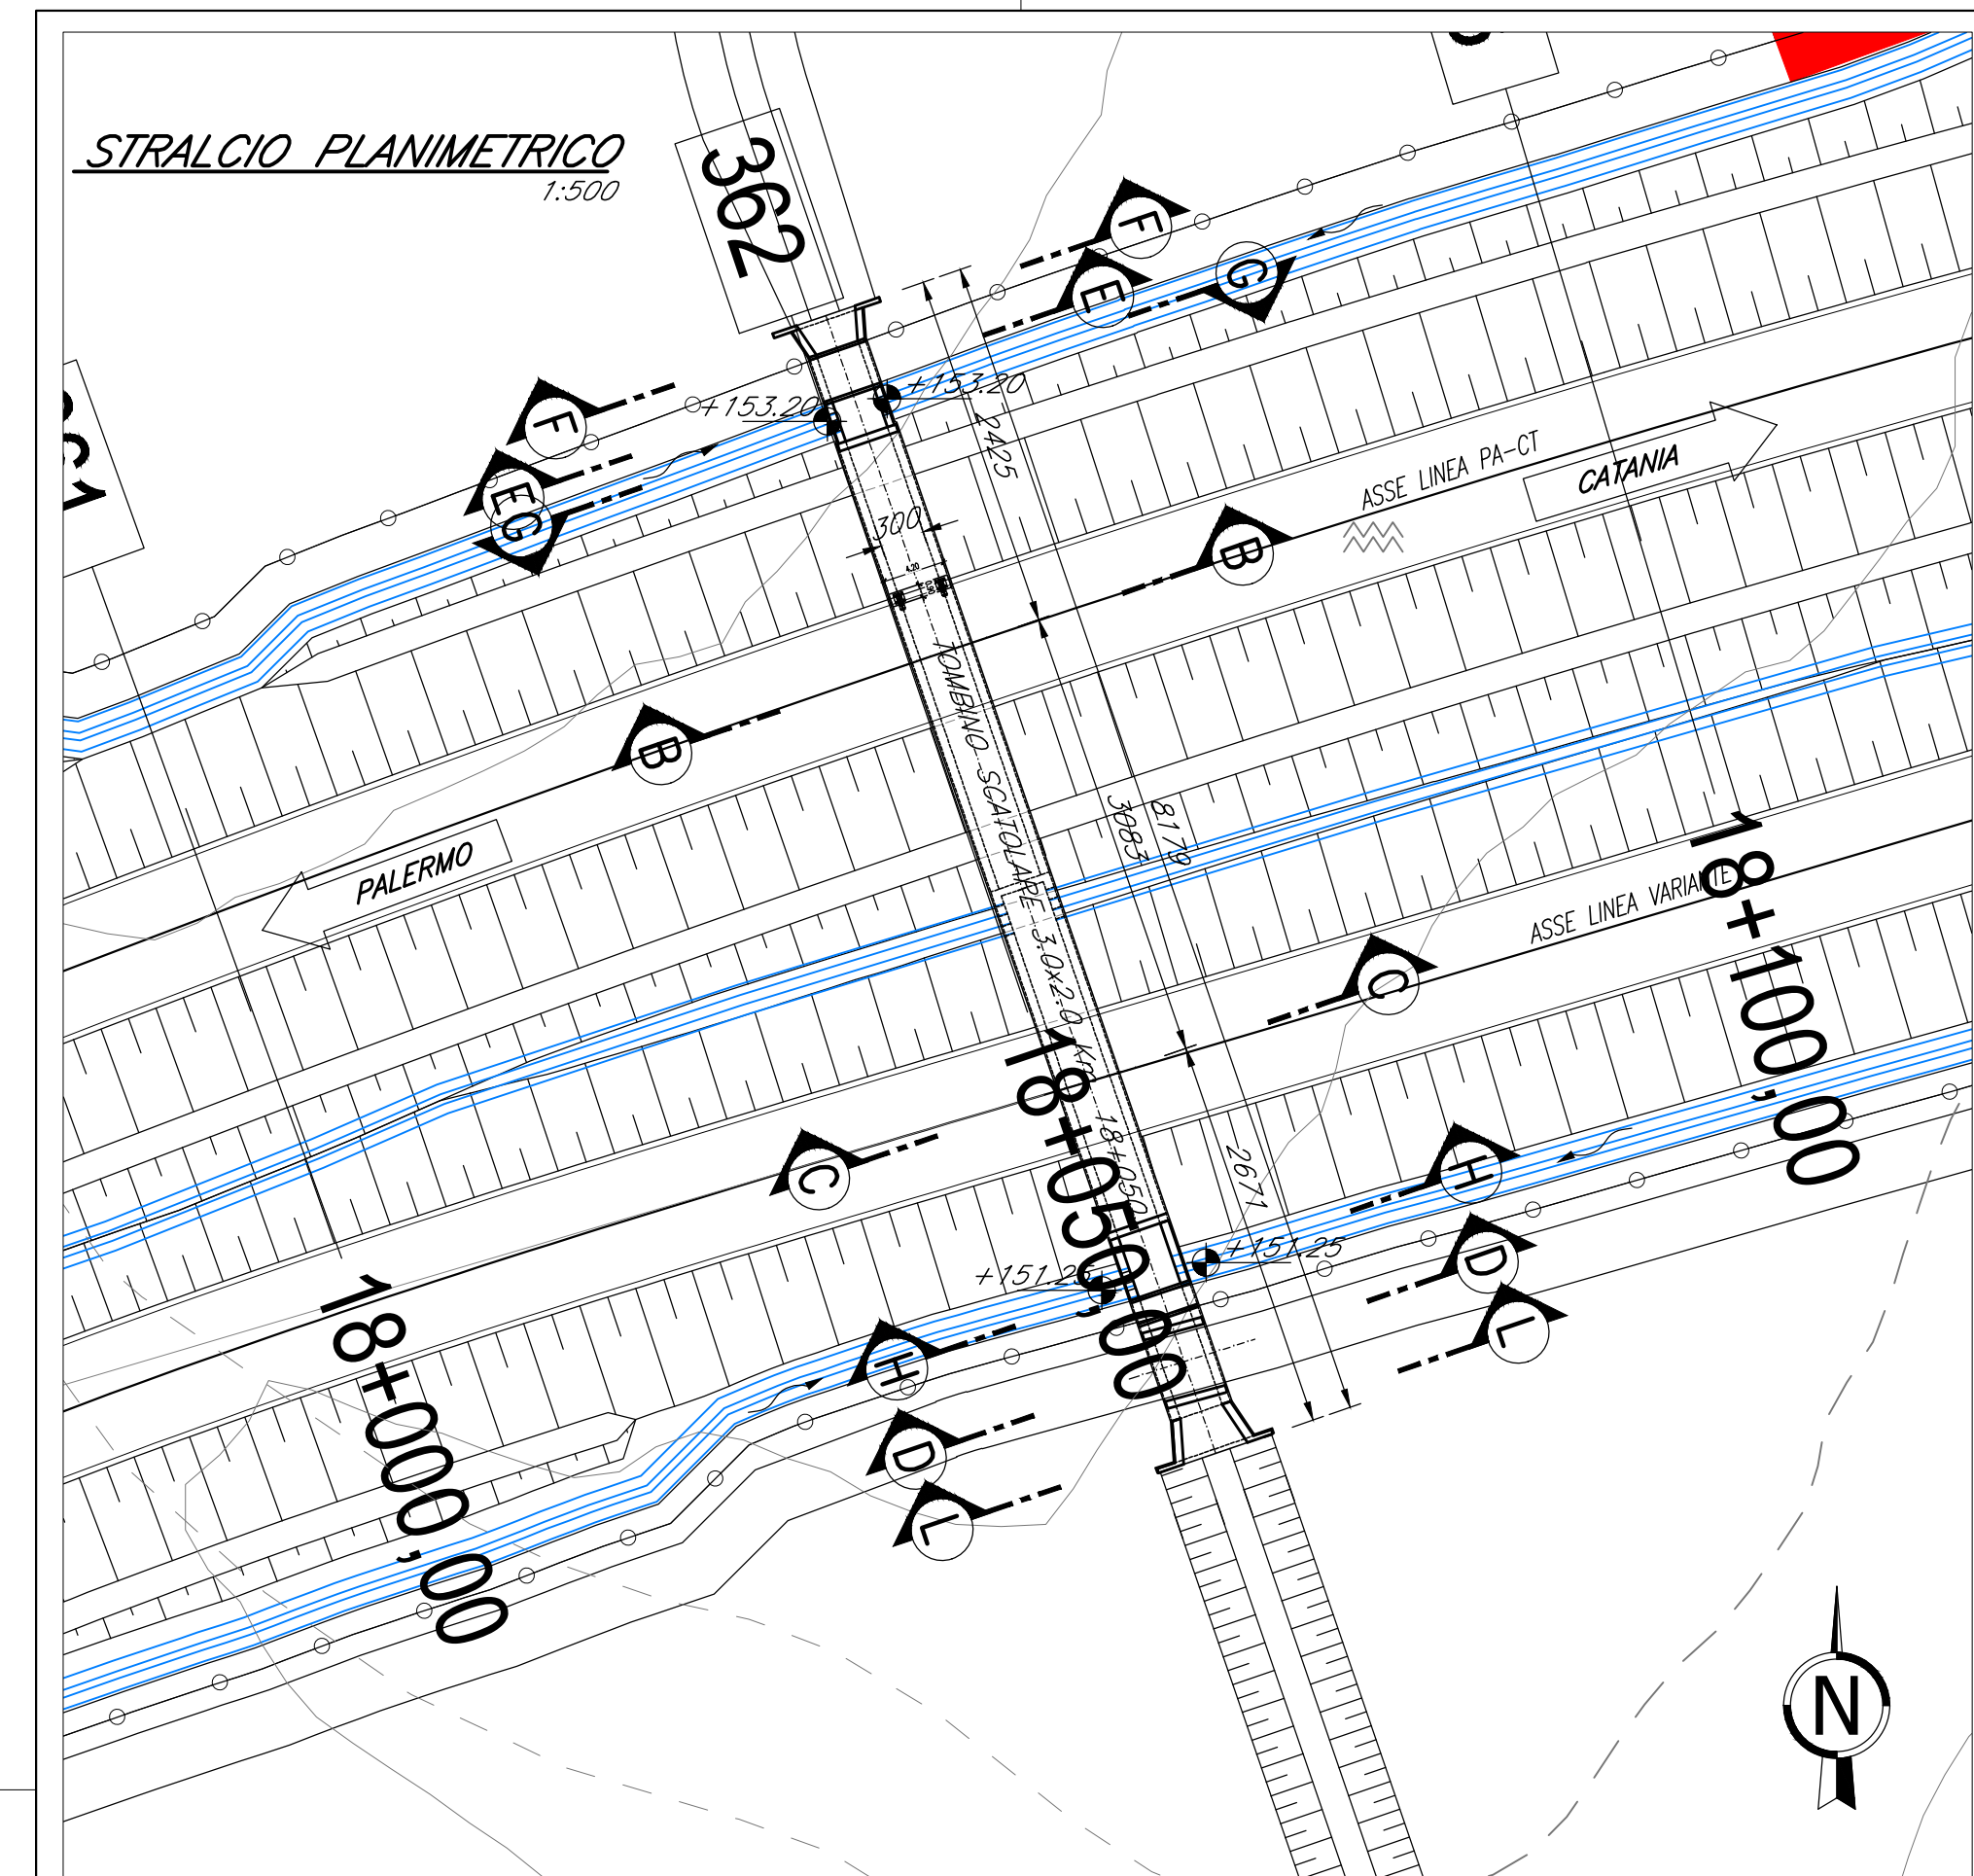 STRALCIO PLANIMETRICO
1:500
362
F
E
G
+153.20
+153.20
F
E
G
2425
300
4.20
ASSE LINEA PA-CT
CATANIA
B
B
TOMBINO SCATOLARE 3.0x2.0 Km 18+050
3083
8179
PALERMO
ASSE LINEA VARIANTE
18+100,00
C
C
18+050,00
2671
H
D
L
+151.25
+151.25
18+000,00
H
D
L
N